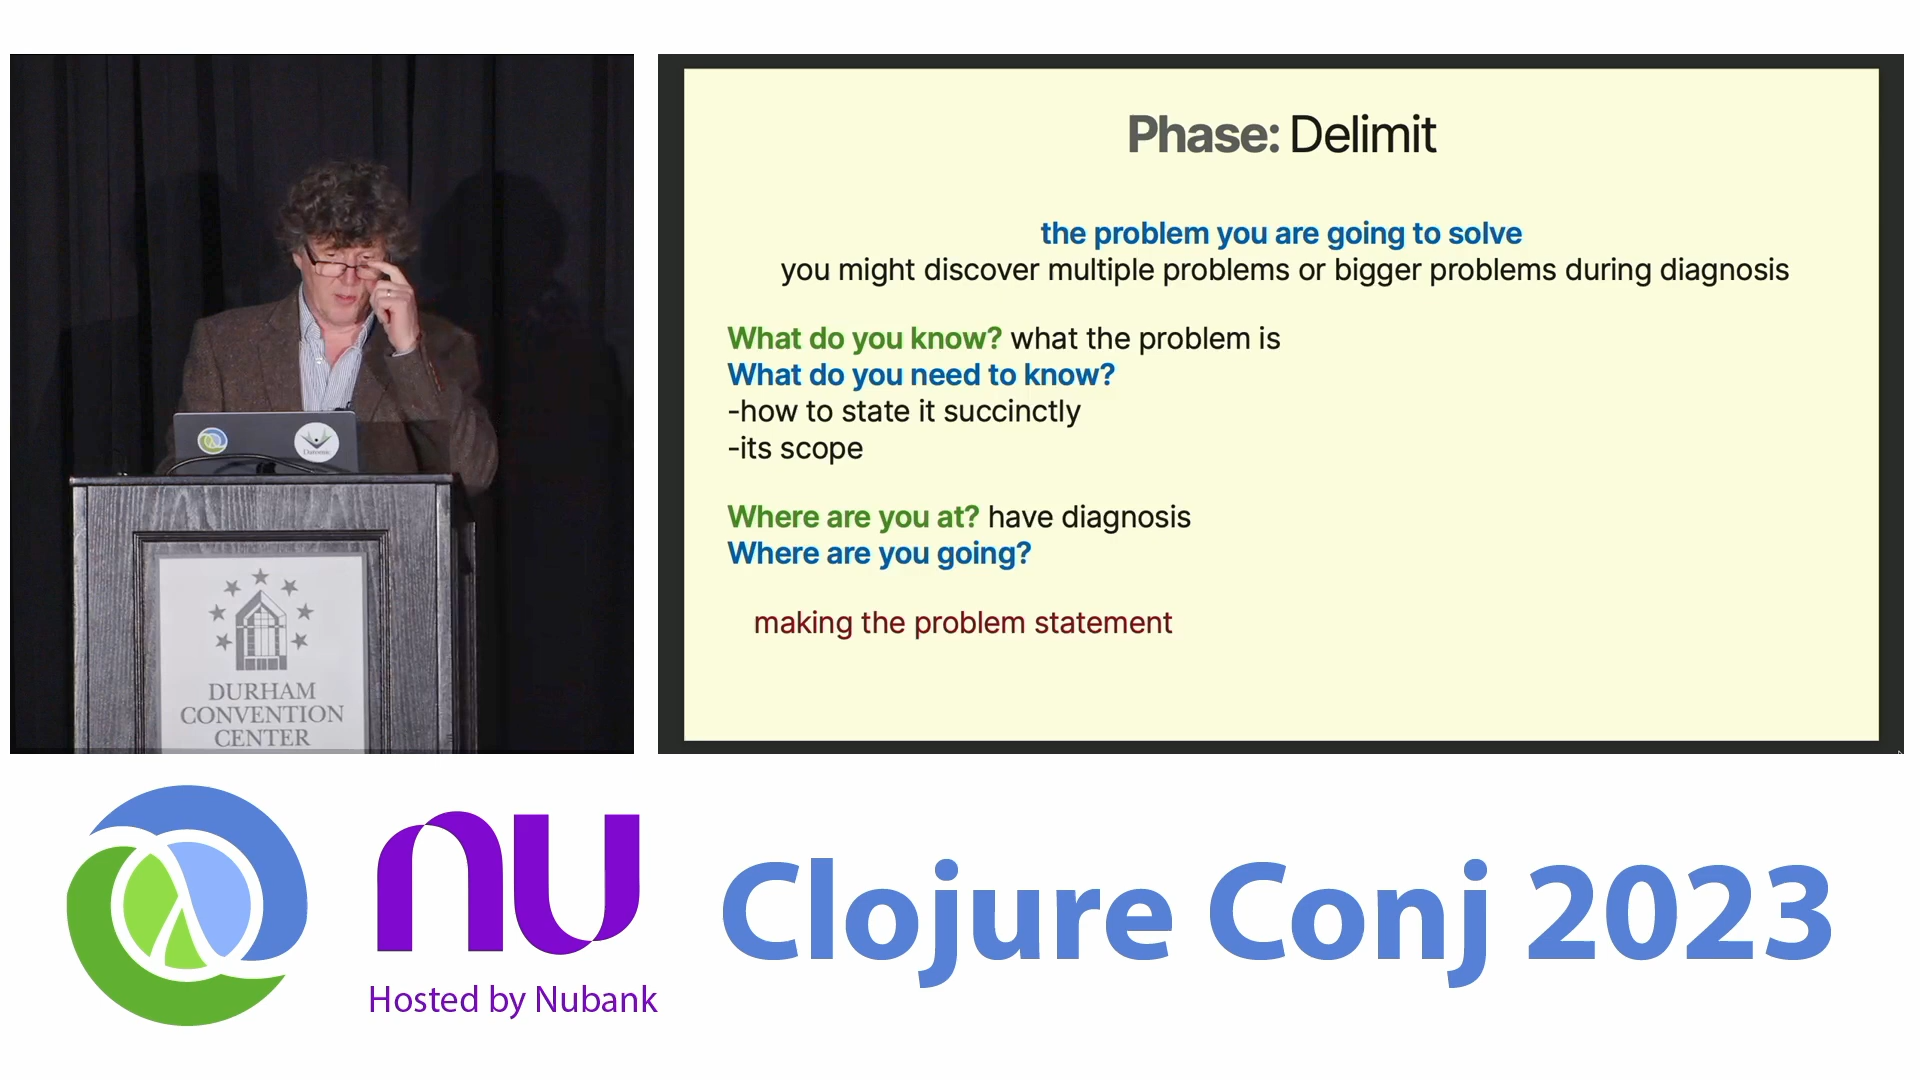 Phase: Delimit
the problem you are going to solve
you might discover multiple problems or bigger problems during diagnosis
What do you know? what the problem is
What do you need to know?
-how to state it succinctly
-its scope
Where are you at? have diagnosis
Where are you going?
making the problem statement
Datomic
DURHAM
CONVENTION
CENTER
nu
Hosted by Nubank
Clojure Conj 2023